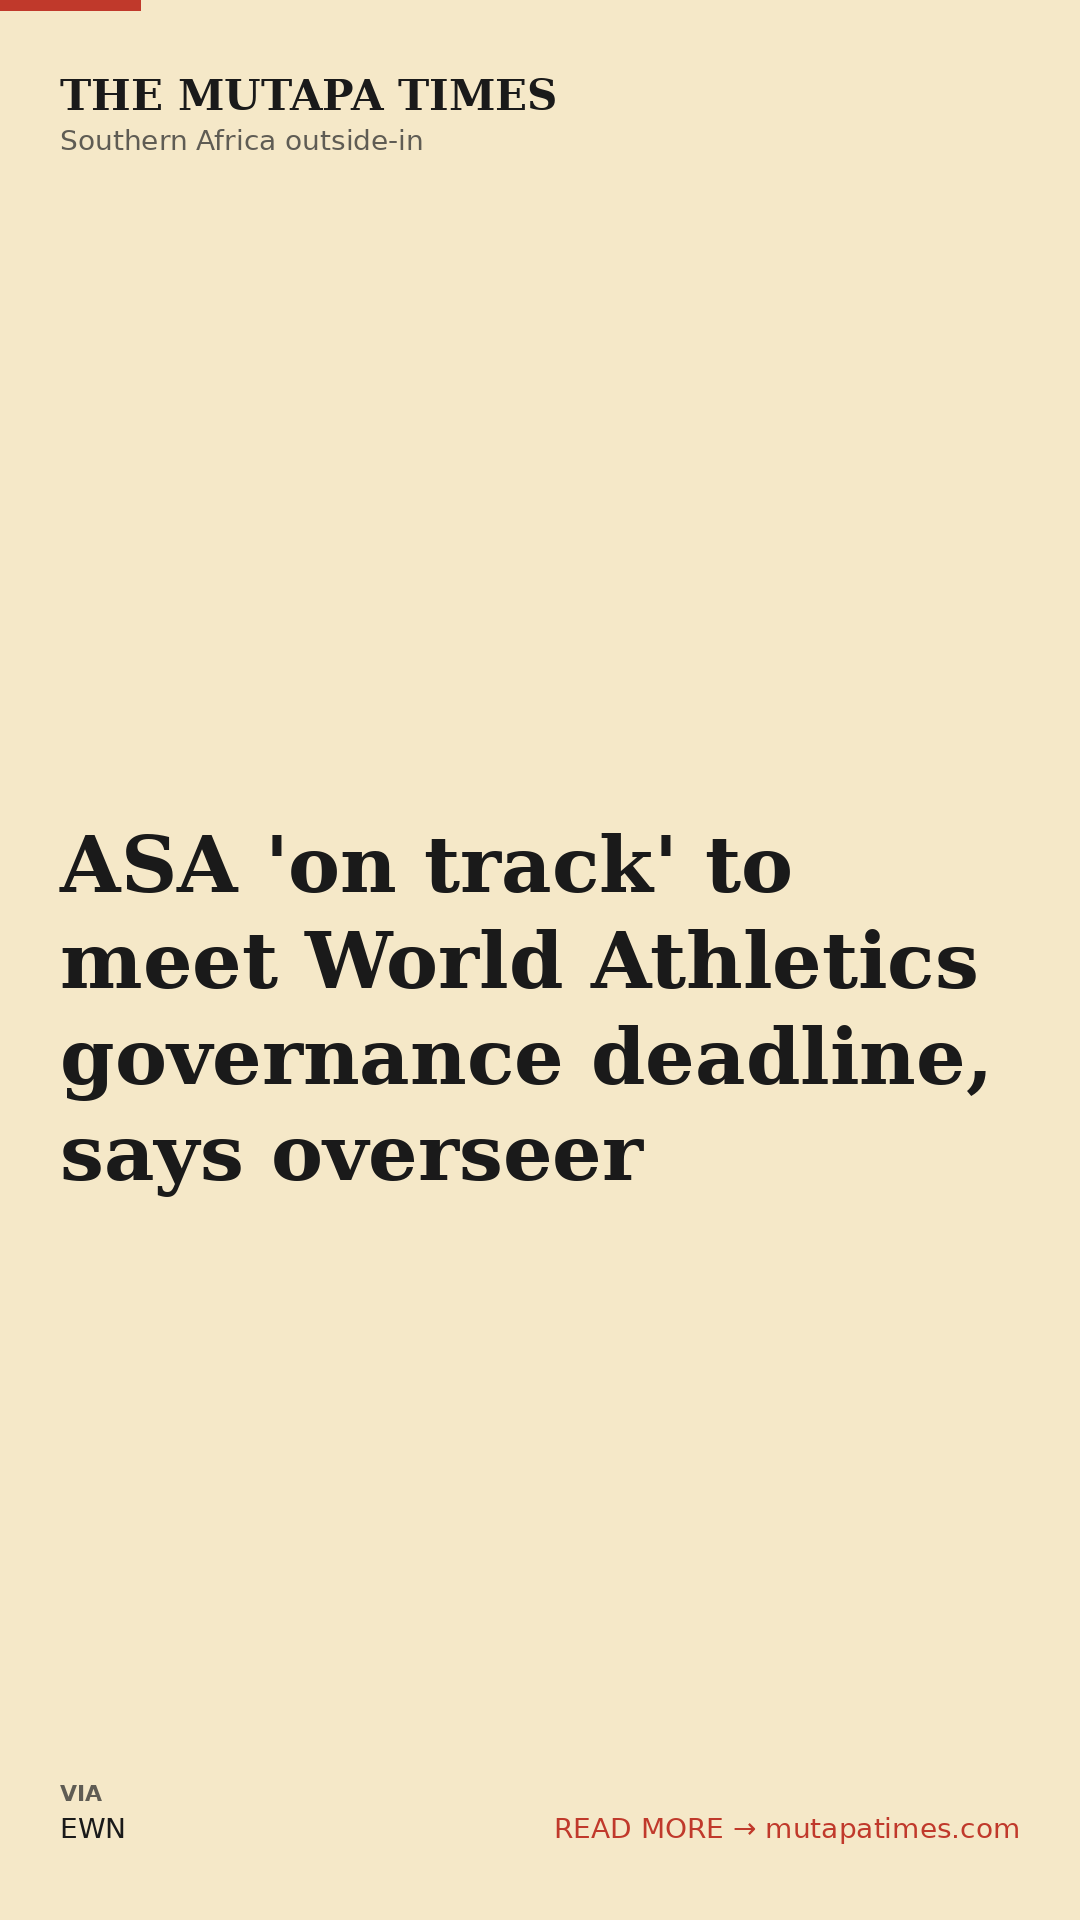 THE MUTAPA TIMES
Southern Africa outside-in
ASA 'on track' to
meet World Athletics
governance deadline,
says overseer
VIA
EWN
READ MORE → mutapatimes.com